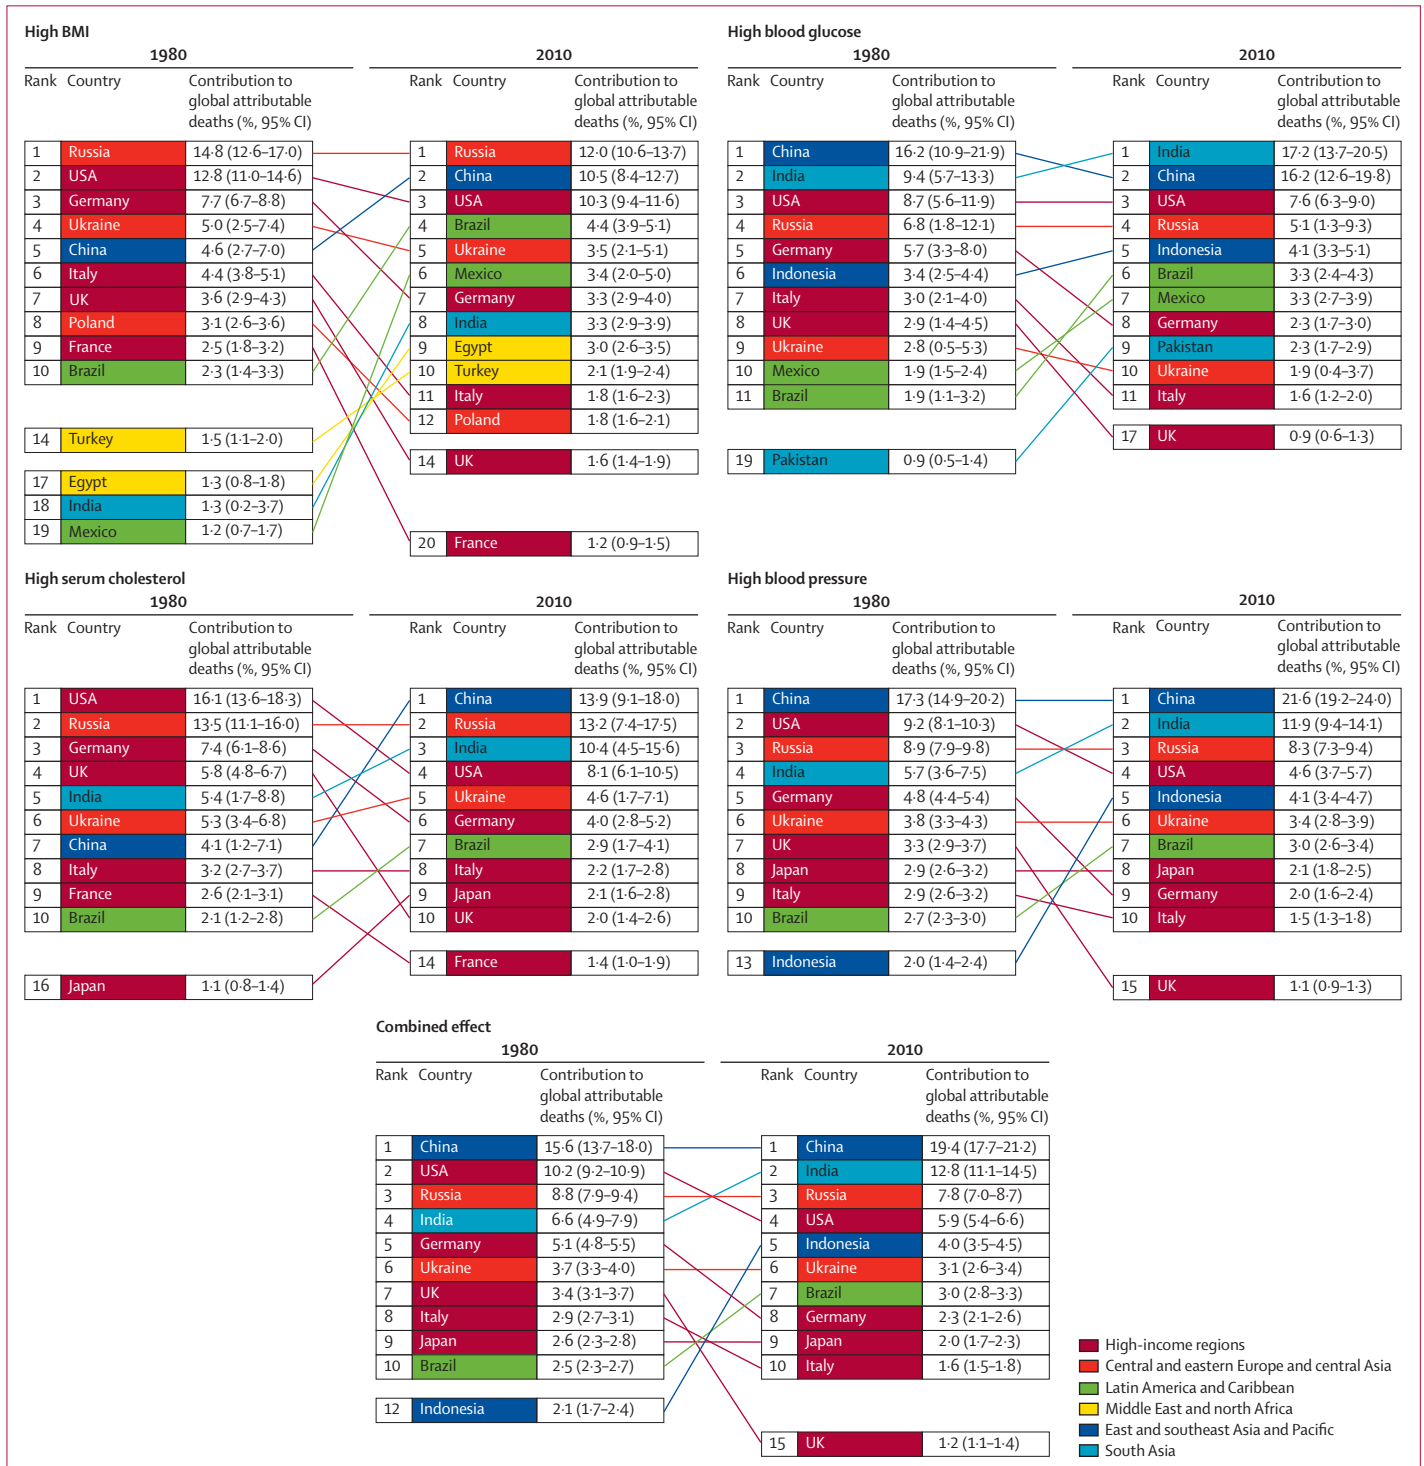 High BMI
1980
2010
Rank Country Contribution to
global attributable
deaths (%, 95% CI)
Rank Country Contribution to
global attributable
deaths (%, 95% CI)
1 Russia 14·8 (12·6–17·0)
2 USA 12·8 (11·0–14·6)
3 Germany 7·7 (6·7–8·8)
4 Ukraine 5·0 (2·5–7·4)
5 China 4·6 (2·7–7·0)
6 Italy 4·4 (3·8–5·1)
7 UK 3·6 (2·9–4·3)
8 Poland 3·1 (2·6–3·6)
9 France 2·5 (1·8–3·2)
10 Brazil 2·3 (1·4–3·3)
14 Turkey 1·5 (1·1–2·0)
17 Egypt 1·3 (0·8–1·8)
18 India 1·3 (0·2–3·7)
19 Mexico 1·2 (0·7–1·7)
1 Russia 12·0 (10·6–13·7)
2 China 10·5 (8·4–12·7)
3 USA 10·3 (9·4–11·6)
4 Brazil 4·4 (3·9–5·1)
5 Ukraine 3·5 (2·1–5·1)
6 Mexico 3·4 (2·0–5·0)
7 Germany 3·3 (2·9–4·0)
8 India 3·3 (2·9–3·9)
9 Egypt 3·0 (2·6–3·5)
10 Turkey 2·1 (1·9–2·4)
11 Italy 1·8 (1·6–2·3)
12 Poland 1·8 (1·6–2·1)
14 UK 1·6 (1·4–1·9)
20 France 1·2 (0·9–1·5)
High blood glucose
1980
2010
Rank Country Contribution to
global attributable
deaths (%, 95% CI)
Rank Country Contribution to
global attributable
deaths (%, 95% CI)
1 China 16·2 (10·9–21·9)
2 India 9·4 (5·7–13·3)
3 USA 8·7 (5·6–11·9)
4 Russia 6·8 (1·8–12·1)
5 Germany 5·7 (3·3–8·0)
6 Indonesia 3·4 (2·5–4·4)
7 Italy 3·0 (2·1–4·0)
8 UK 2·9 (1·4–4·5)
9 Ukraine 2·8 (0·5–5·3)
10 Mexico 1·9 (1·5–2·4)
11 Brazil 1·9 (1·1–3·2)
19 Pakistan 0·9 (0·5–1·4)
1 India 17·2 (13·7–20·5)
2 China 16·2 (12·6–19·8)
3 USA 7·6 (6·3–9·0)
4 Russia 5·1 (1·3–9·3)
5 Indonesia 4·1 (3·3–5·1)
6 Brazil 3·3 (2·4–4·3)
7 Mexico 3·3 (2·7–3·9)
8 Germany 2·3 (1·7–3·0)
9 Pakistan 2·3 (1·7–2·9)
10 Ukraine 1·9 (0·4–3·7)
11 Italy 1·6 (1·2–2·0)
17 UK 0·9 (0·6–1·3)
High serum cholesterol
1980
2010
Rank Country Contribution to
global attributable
deaths (%, 95% CI)
Rank Country Contribution to
global attributable
deaths (%, 95% CI)
1 USA 16·1 (13·6–18·3)
2 Russia 13·5 (11·1–16·0)
3 Germany 7·4 (6·1–8·6)
4 UK 5·8 (4·8–6·7)
5 India 5·4 (1·7–8·8)
6 Ukraine 5·3 (3·4–6·8)
7 China 4·1 (1·2–7·1)
8 Italy 3·2 (2·7–3·7)
9 France 2·6 (2·1–3·1)
10 Brazil 2·1 (1·2–2·8)
16 Japan 1·1 (0·8–1·4)
1 China 13·9 (9·1–18·0)
2 Russia 13·2 (7·4–17·5)
3 India 10·4 (4·5–15·6)
4 USA 8·1 (6·1–10·5)
5 Ukraine 4·6 (1·7–7·1)
6 Germany 4·0 (2·8–5·2)
7 Brazil 2·9 (1·7–4·1)
8 Italy 2·2 (1·7–2·8)
9 Japan 2·1 (1·6–2·8)
10 UK 2·0 (1·4–2·6)
14 France 1·4 (1·0–1·9)
High blood pressure
1980
2010
Rank Country Contribution to
global attributable
deaths (%, 95% CI)
Rank Country Contribution to
global attributable
deaths (%, 95% CI)
1 China 17·3 (14·9–20·2)
2 USA 9·2 (8·1–10·3)
3 Russia 8·9 (7·9–9·8)
4 India 5·7 (3·6–7·5)
5 Germany 4·8 (4·4–5·4)
6 Ukraine 3·8 (3·3–4·3)
7 UK 3·3 (2·9–3·7)
8 Japan 2·9 (2·6–3·2)
9 Italy 2·9 (2·6–3·2)
10 Brazil 2·7 (2·3–3·0)
13 Indonesia 2·0 (1·4–2·4)
1 China 21·6 (19·2–24·0)
2 India 11·9 (9·4–14·1)
3 Russia 8·3 (7·3–9·4)
4 USA 4·6 (3·7–5·7)
5 Indonesia 4·1 (3·4–4·7)
6 Ukraine 3·4 (2·8–3·9)
7 Brazil 3·0 (2·6–3·4)
8 Japan 2·1 (1·8–2·5)
9 Germany 2·0 (1·6–2·4)
10 Italy 1·5 (1·3–1·8)
15 UK 1·1 (0·9–1·3)
Combined effect
1980
2010
Rank Country Contribution to
global attributable
deaths (%, 95% CI)
Rank Country Contribution to
global attributable
deaths (%, 95% CI)
1 China 15·6 (13·7–18·0)
2 USA 10·2 (9·2–10·9)
3 Russia 8·8 (7·9–9·4)
4 India 6·6 (4·9–7·9)
5 Germany 5·1 (4·8–5·5)
6 Ukraine 3·7 (3·3–4·0)
7 UK 3·4 (3·1–3·7)
8 Italy 2·9 (2·7–3·1)
9 Japan 2·6 (2·3–2·8)
10 Brazil 2·5 (2·3–2·7)
12 Indonesia 2·1 (1·7–2·4)
1 China 19·4 (17·7–21·2)
2 India 12·8 (11·1–14·5)
3 Russia 7·8 (7·0–8·7)
4 USA 5·9 (5·4–6·6)
5 Indonesia 4·0 (3·5–4·5)
6 Ukraine 3·1 (2·6–3·4)
7 Brazil 3·0 (2·8–3·3)
8 Germany 2·3 (2·1–2·6)
9 Japan 2·0 (1·7–2·3)
10 Italy 1·6 (1·5–1·8)
15 UK 1·2 (1·1–1·4)
High-income regions
Central and eastern Europe and central Asia
Latin America and Caribbean
Middle East and north Africa
East and southeast Asia and Pacific
South Asia